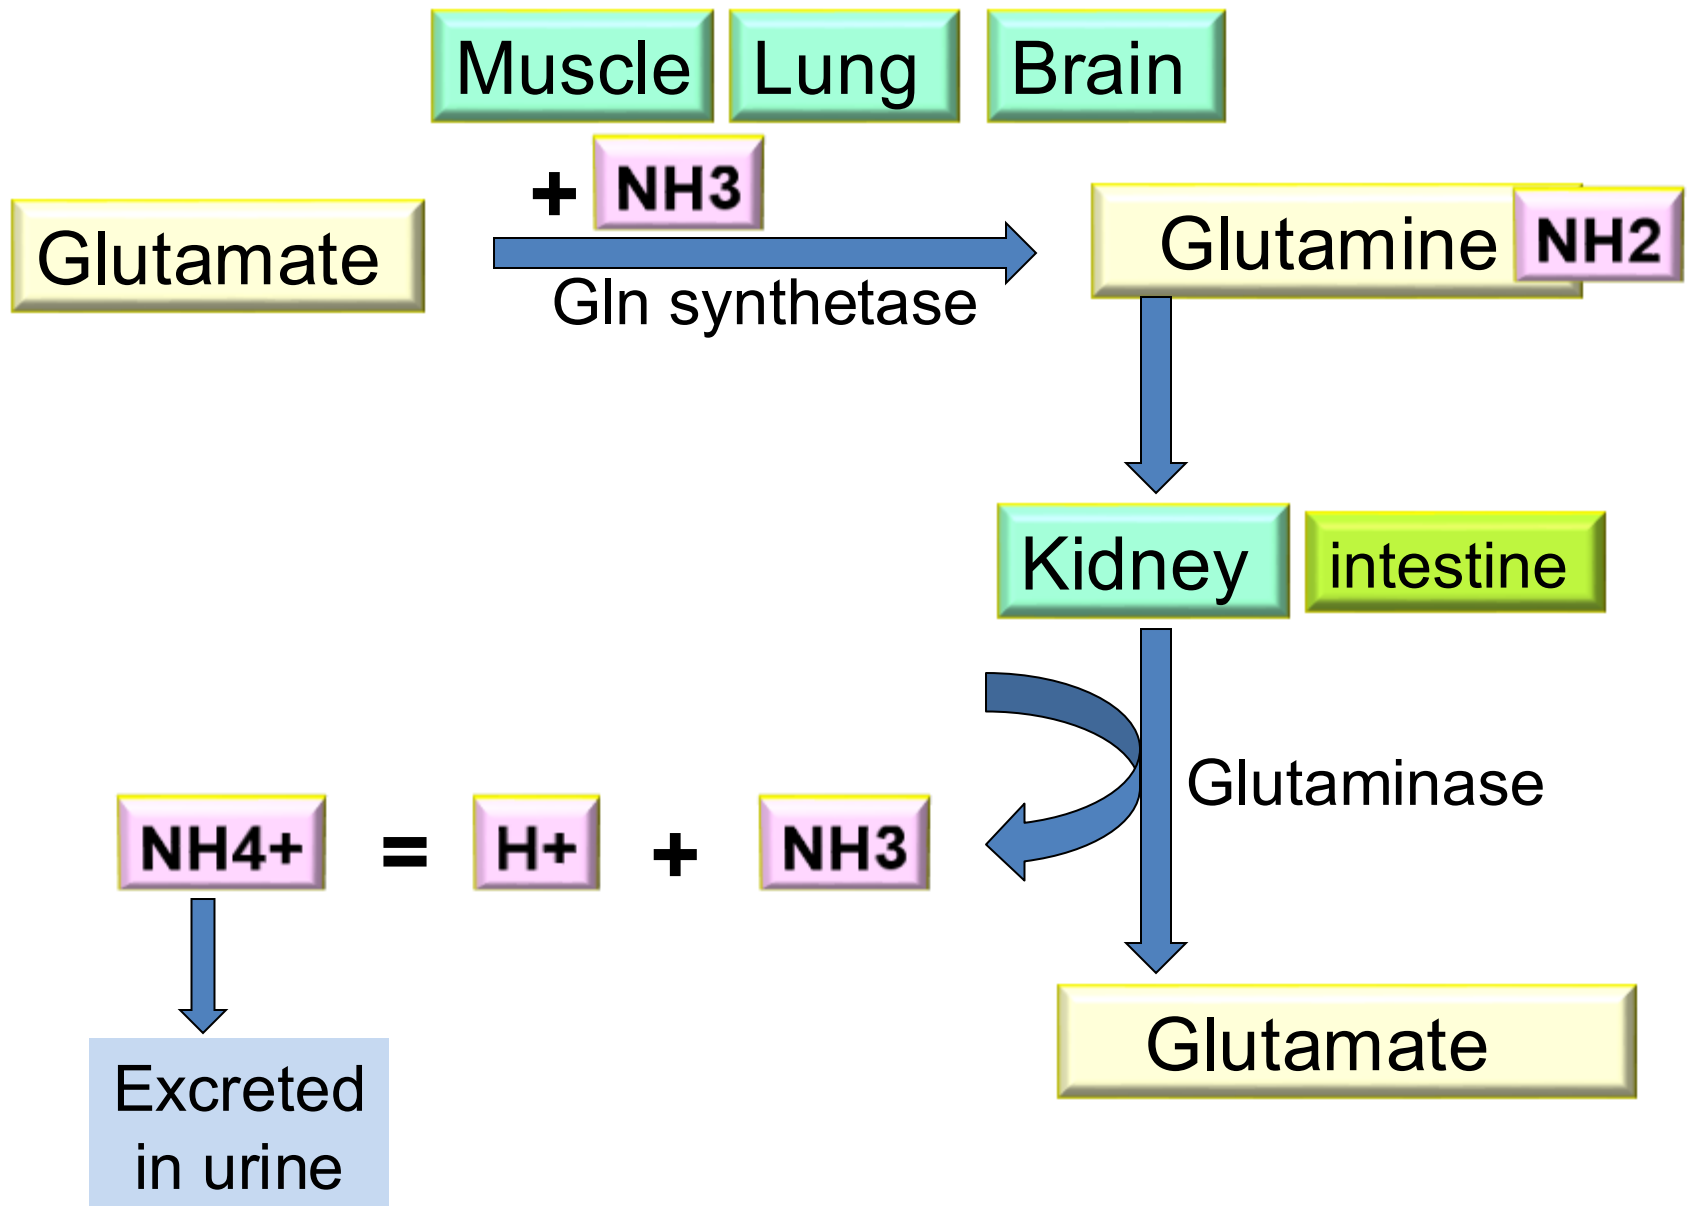 Muscle Lung Brain
+ NH3
Glutamate
Glutamine NH2
Gln synthetase
Kidney intestine
Glutaminase
NH4+ = H+ + NH3
Glutamate
Excreted
in urine